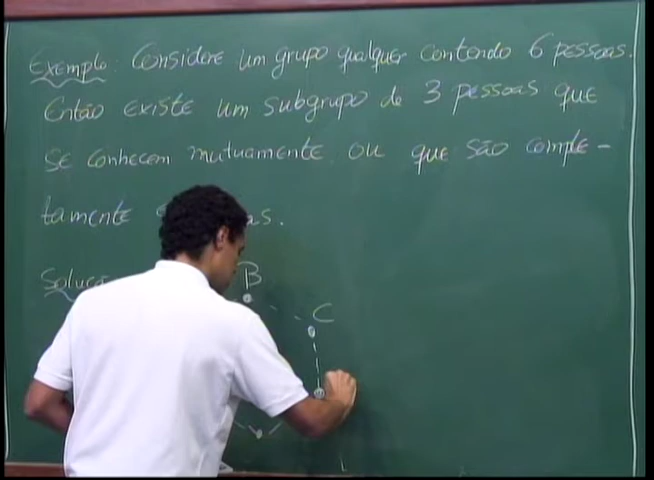 Exemplo: Considere um grupo qualquer contendo 6 pessoas.
Então existe um subgrupo de 3 pessoas que
se conhecem mutuamente ou que são comple-
tamente
B
C